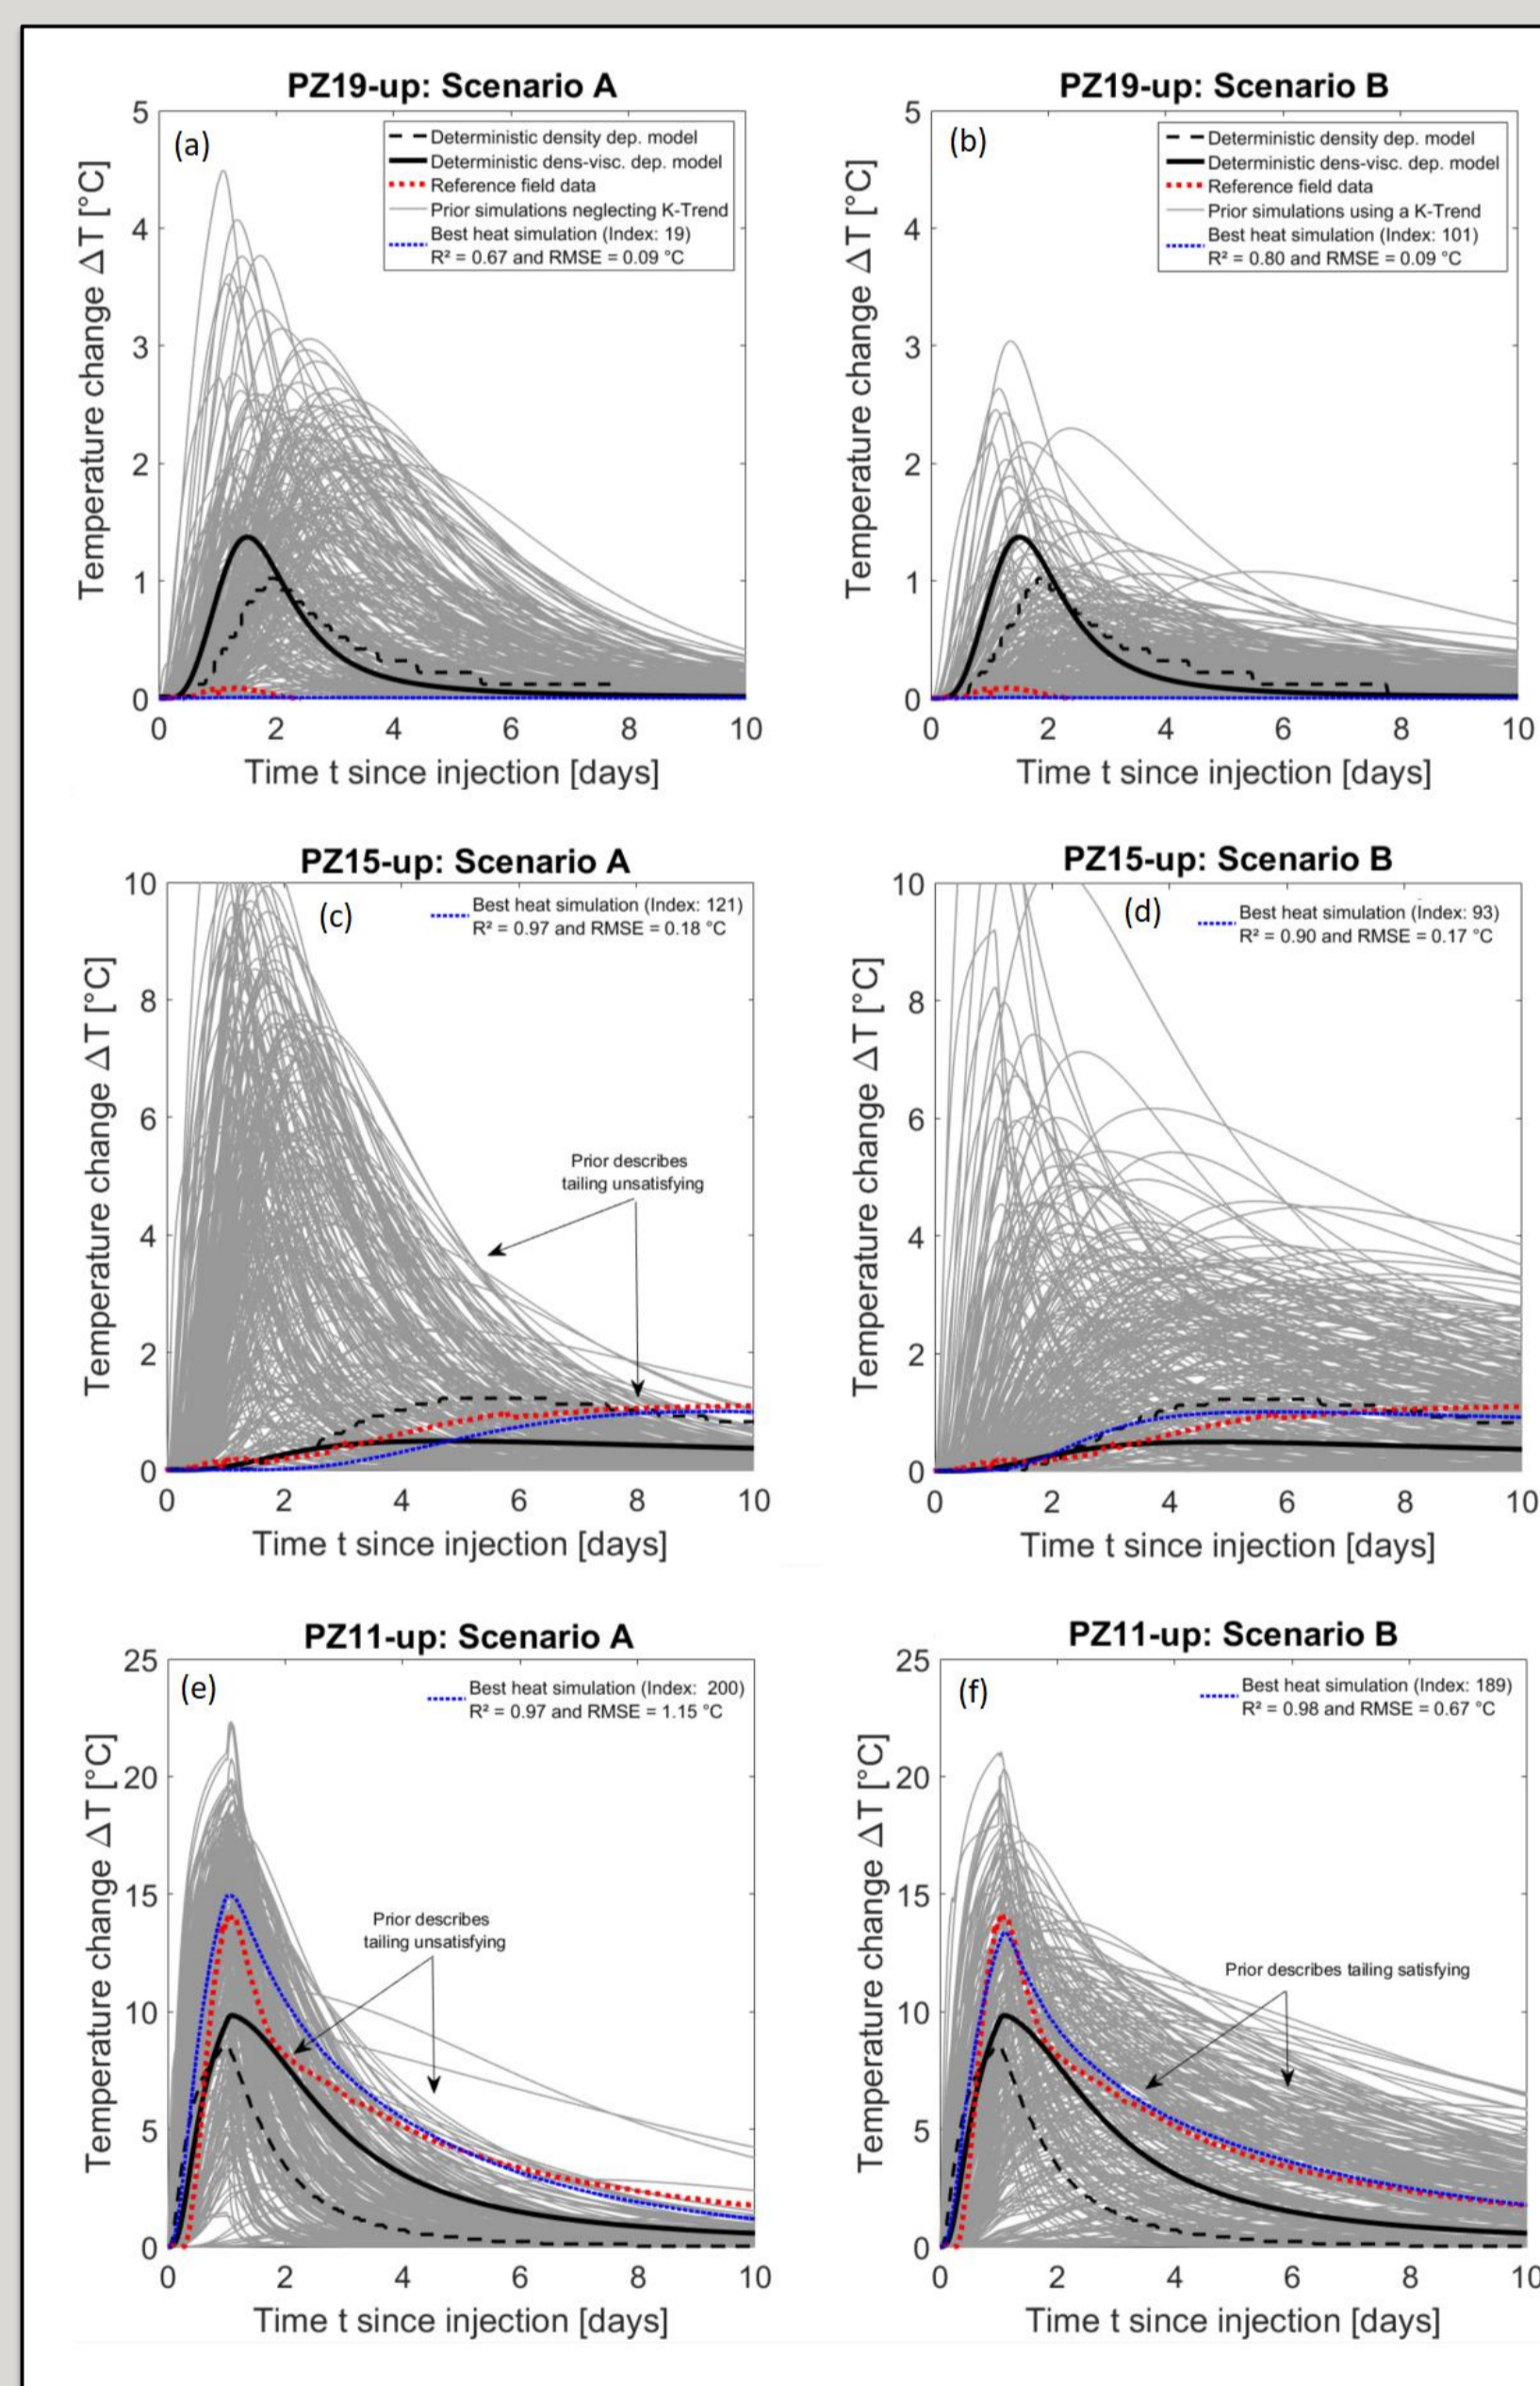 PZ19-up: Scenario A
(a)
Deterministic density dep. model
Deterministic dens-visc. dep. model
Reference field data
Prior simulations neglecting K-Trend
Best heat simulation (Index: 19)
R² = 0.67 and RMSE = 0.09 °C
Temperature change ΔT [°C]
5
4
3
2
1
0
0 2 4 6 8 10
Time t since injection [days]
PZ19-up: Scenario B
(b)
Deterministic density dep. model
Deterministic dens-visc. dep. model
Reference field data
Prior simulations using a K-Trend
Best heat simulation (Index: 101)
R² = 0.80 and RMSE = 0.09 °C
Temperature change ΔT [°C]
5
4
3
2
1
0
0 2 4 6 8 10
Time t since injection [days]
PZ15-up: Scenario A
(c)
Best heat simulation (Index: 121)
R² = 0.97 and RMSE = 0.18 °C
Prior describes
tailing unsatisfying
Temperature change ΔT [°C]
10
8
6
4
2
0
0 2 4 6 8 10
Time t since injection [days]
PZ15-up: Scenario B
(d)
Best heat simulation (Index: 93)
R² = 0.90 and RMSE = 0.17 °C
Temperature change ΔT [°C]
10
8
6
4
2
0
0 2 4 6 8 10
Time t since injection [days]
PZ11-up: Scenario A
(e)
Best heat simulation (Index: 200)
R² = 0.97 and RMSE = 1.15 °C
Prior describes
tailing unsatisfying
Temperature change ΔT [°C]
25
20
15
10
5
0
0 2 4 6 8 10
Time t since injection [days]
PZ11-up: Scenario B
(f)
Best heat simulation (Index: 189)
R² = 0.98 and RMSE = 0.67 °C
Prior describes tailing satisfying
Temperature change ΔT [°C]
25
20
15
10
5
0
0 2 4 6 8 10
Time t since injection [days]